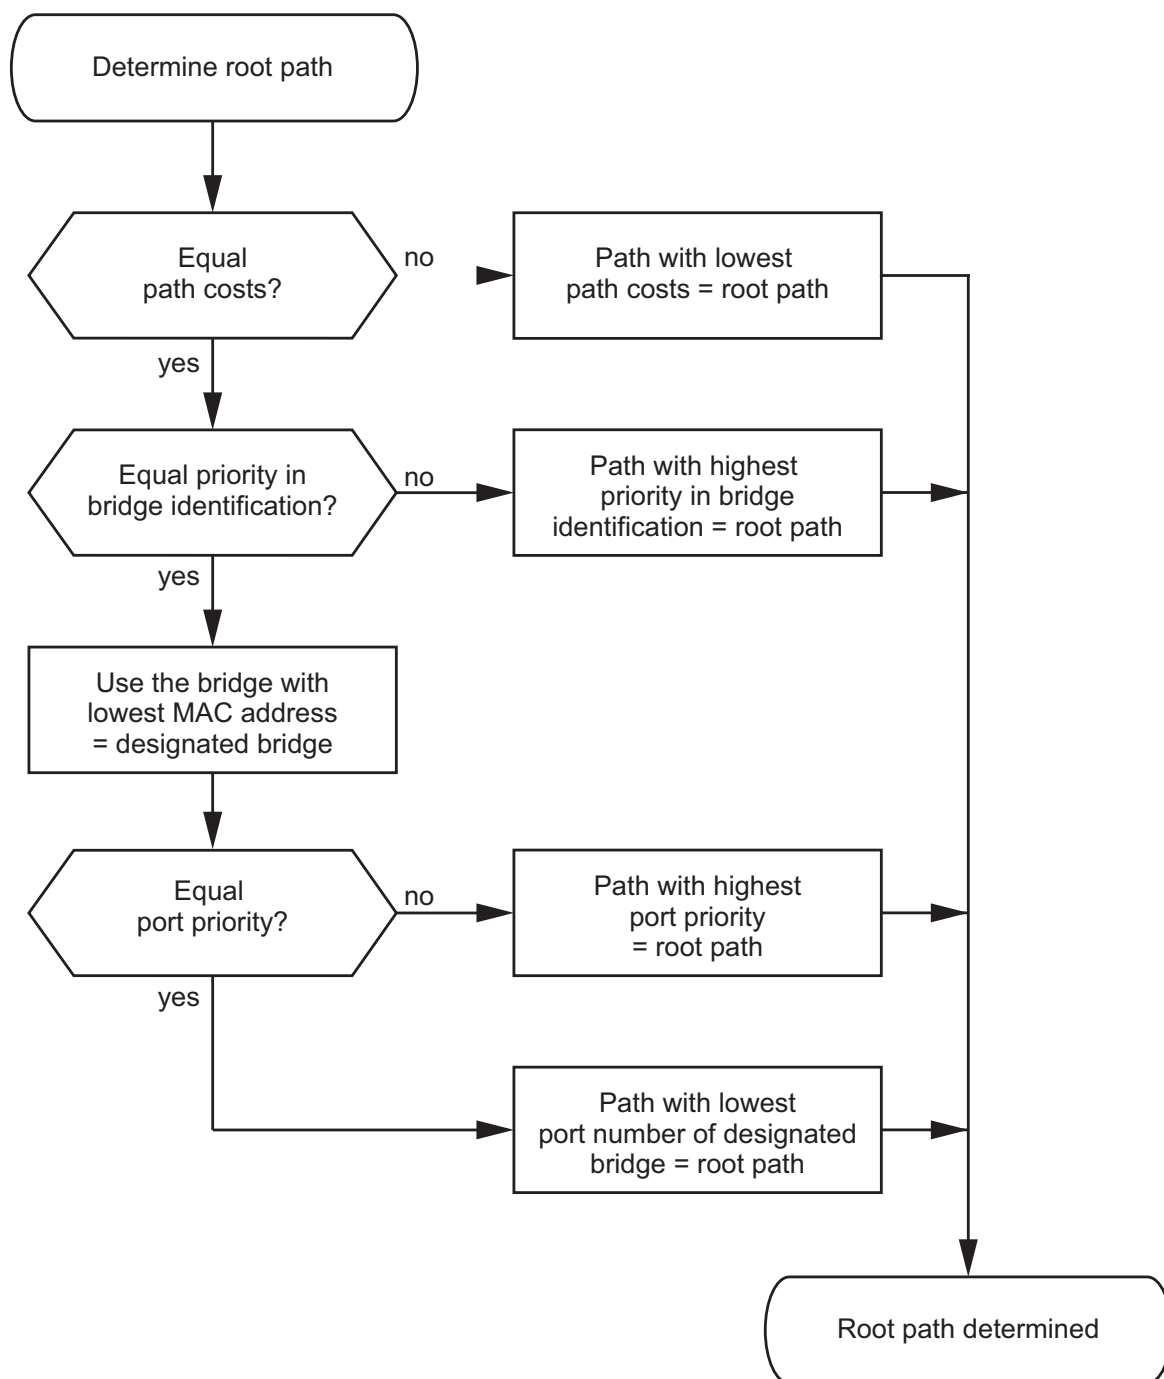 Determine root path
Equal
path costs?
no
Path with lowest
path costs = root path
yes
Equal priority in
bridge identification?
no
Path with highest
priority in bridge
identification = root path
yes
Use the bridge with
lowest MAC address
= designated bridge
Equal
port priority?
no
Path with highest
port priority
= root path
yes
Path with lowest
port number of designated
bridge = root path
Root path determined